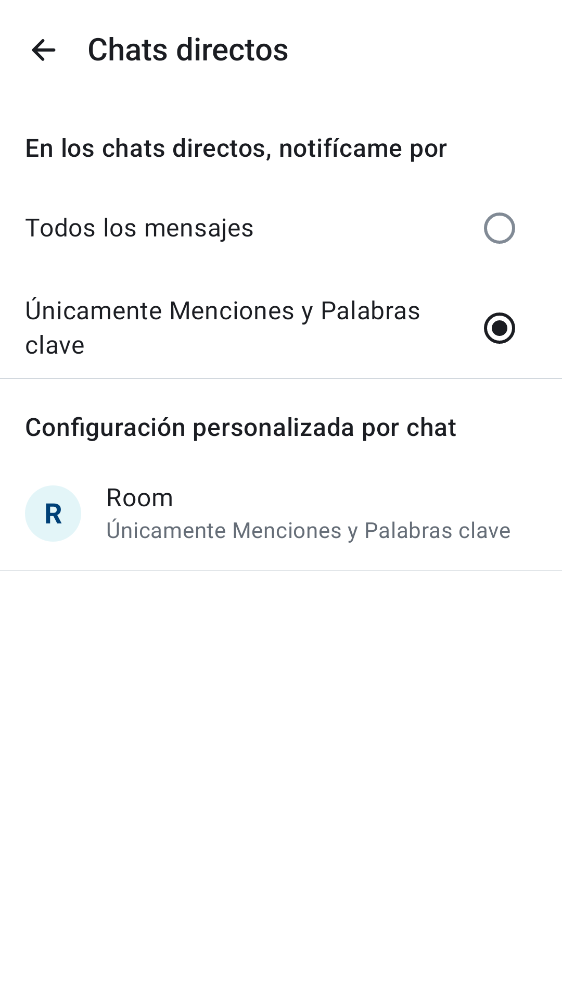 Chats directos
En los chats directos, notifícame por
Todos los mensajes
Únicamente Menciones y Palabras
clave
Configuración personalizada por chat
R
Room
Únicamente Menciones y Palabras clave